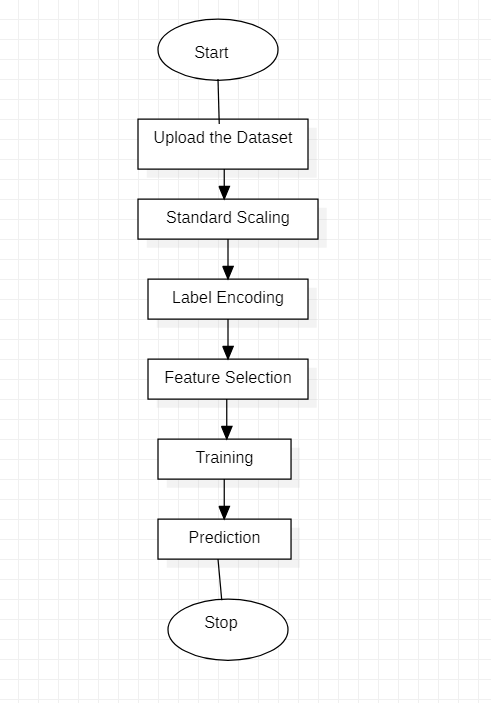 Start
Upload the Dataset
Standard Scaling
Label Encoding
Feature Selection
Training
Prediction
Stop